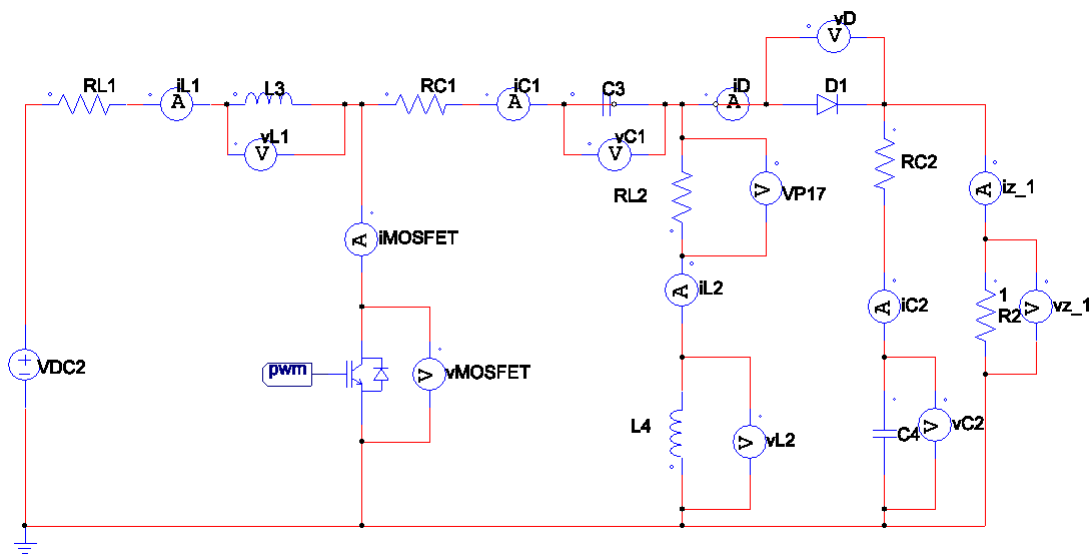 vD
V
RL1
iL1
A
L3
RC1
iC1
A
C3
iD
A
D1
vL1
V
vC1
V
RL2
V
VP17
RC2
A
iz_1
A
iMOSFET
A
iL2
A
iC2
1
R2
V
vz_1
VDC2
pwm
V
vMOSFET
L4
V
vL2
C4
V
vC2